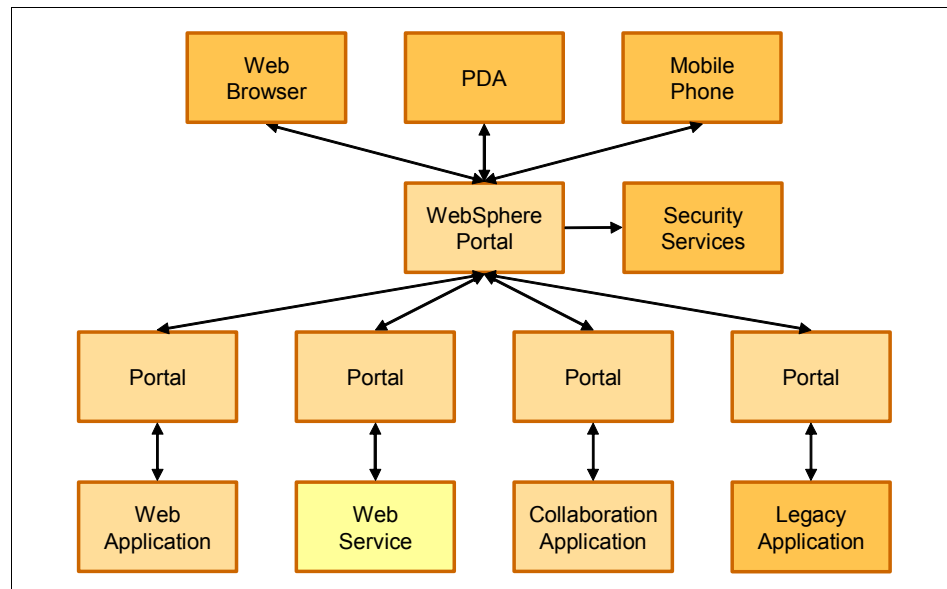 Web
Browser
PDA
Mobile
Phone
WebSphere
Portal
Security
Services
Portal
Portal
Portal
Portal
Web
Application
Web
Service
Collaboration
Application
Legacy
Application